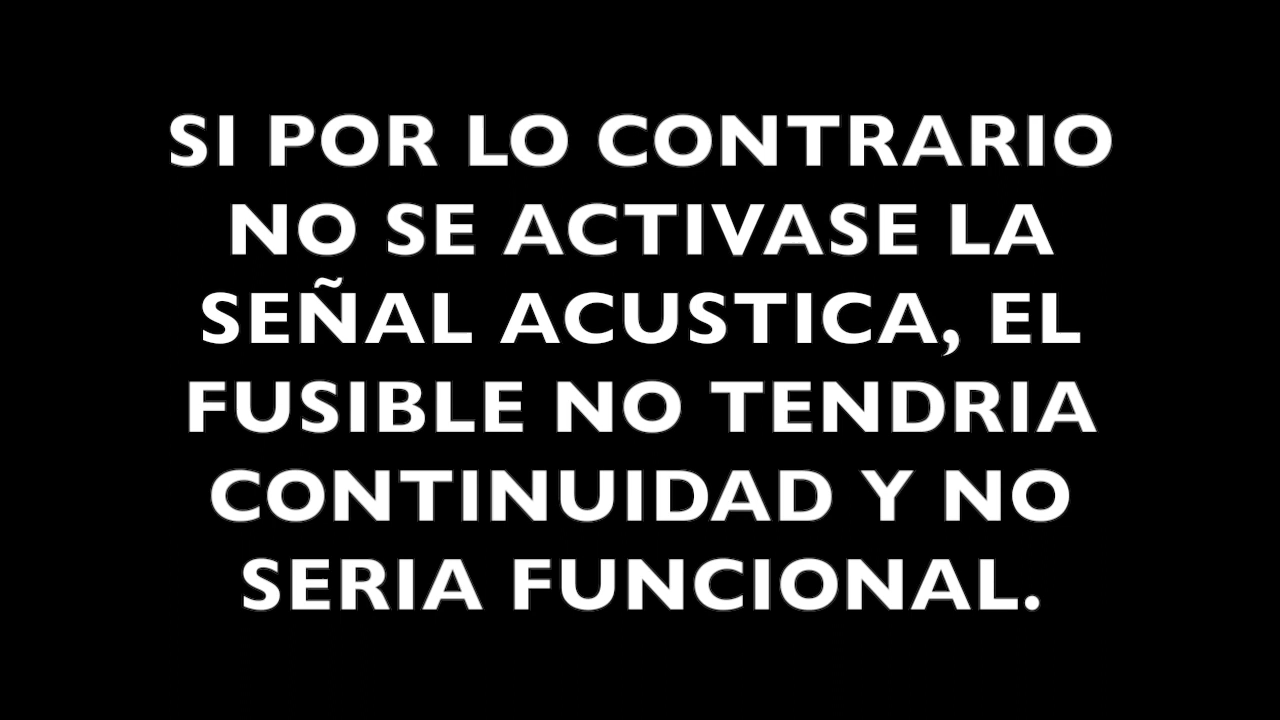 SI POR LO CONTRARIO
NO SE ACTIVASE LA
SEÑAL ACUSTICA, EL
FUSIBLE NO TENDRIA
CONTINUIDAD Y NO
SERIA FUNCIONAL.